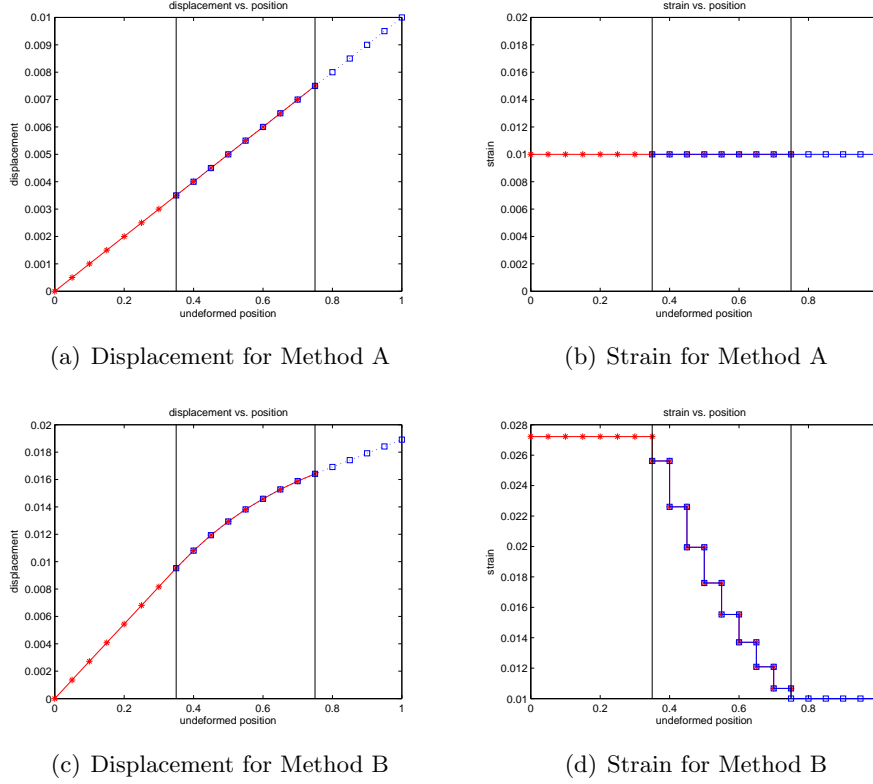 displacement vs. position
0.01
0.009
0.008
0.007
0.006
0.005
0.004
0.003
0.002
0.001
0
displacement
0 0.2 0.4 0.6 0.8 1
undeformed position
(a) Displacement for Method A
strain vs. position
0.02
0.018
0.016
0.014
0.012
0.01
0.008
0.006
0.004
0.002
0
strain
0 0.2 0.4 0.6 0.8
undeformed position
(b) Strain for Method A
displacement vs. position
0.02
0.018
0.016
0.014
0.012
0.01
0.008
0.006
0.004
0.002
0
displacement
0 0.2 0.4 0.6 0.8 1
undeformed position
(c) Displacement for Method B
strain vs. position
0.028
0.026
0.024
0.022
0.02
0.018
0.016
0.014
0.012
0.01
strain
0 0.2 0.4 0.6 0.8
undeformed position
(d) Strain for Method B